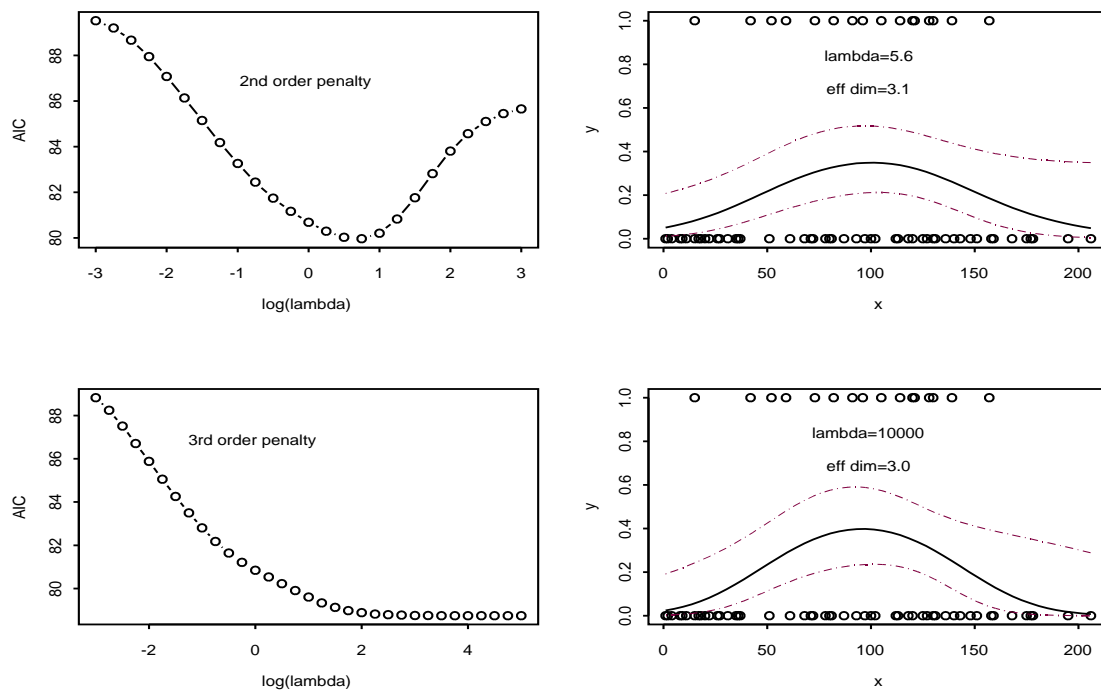 AIC
88
86
84
82
80
2nd order penalty
-3 -2 -1 0 1 2 3
log(lambda)
y
1.0
0.8
0.6
0.4
0.2
0.0
lambda=5.6
eff dim=3.1
0 50 100 150 200
x
AIC
88
86
84
82
80
3rd order penalty
-2 0 2 4
log(lambda)
y
1.0
0.8
0.6
0.4
0.2
0.0
lambda=10000
eff dim=3.0
0 50 100 150 200
x